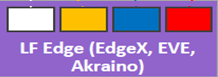 LF Edge (EdgeX, EVE,
Akraino)